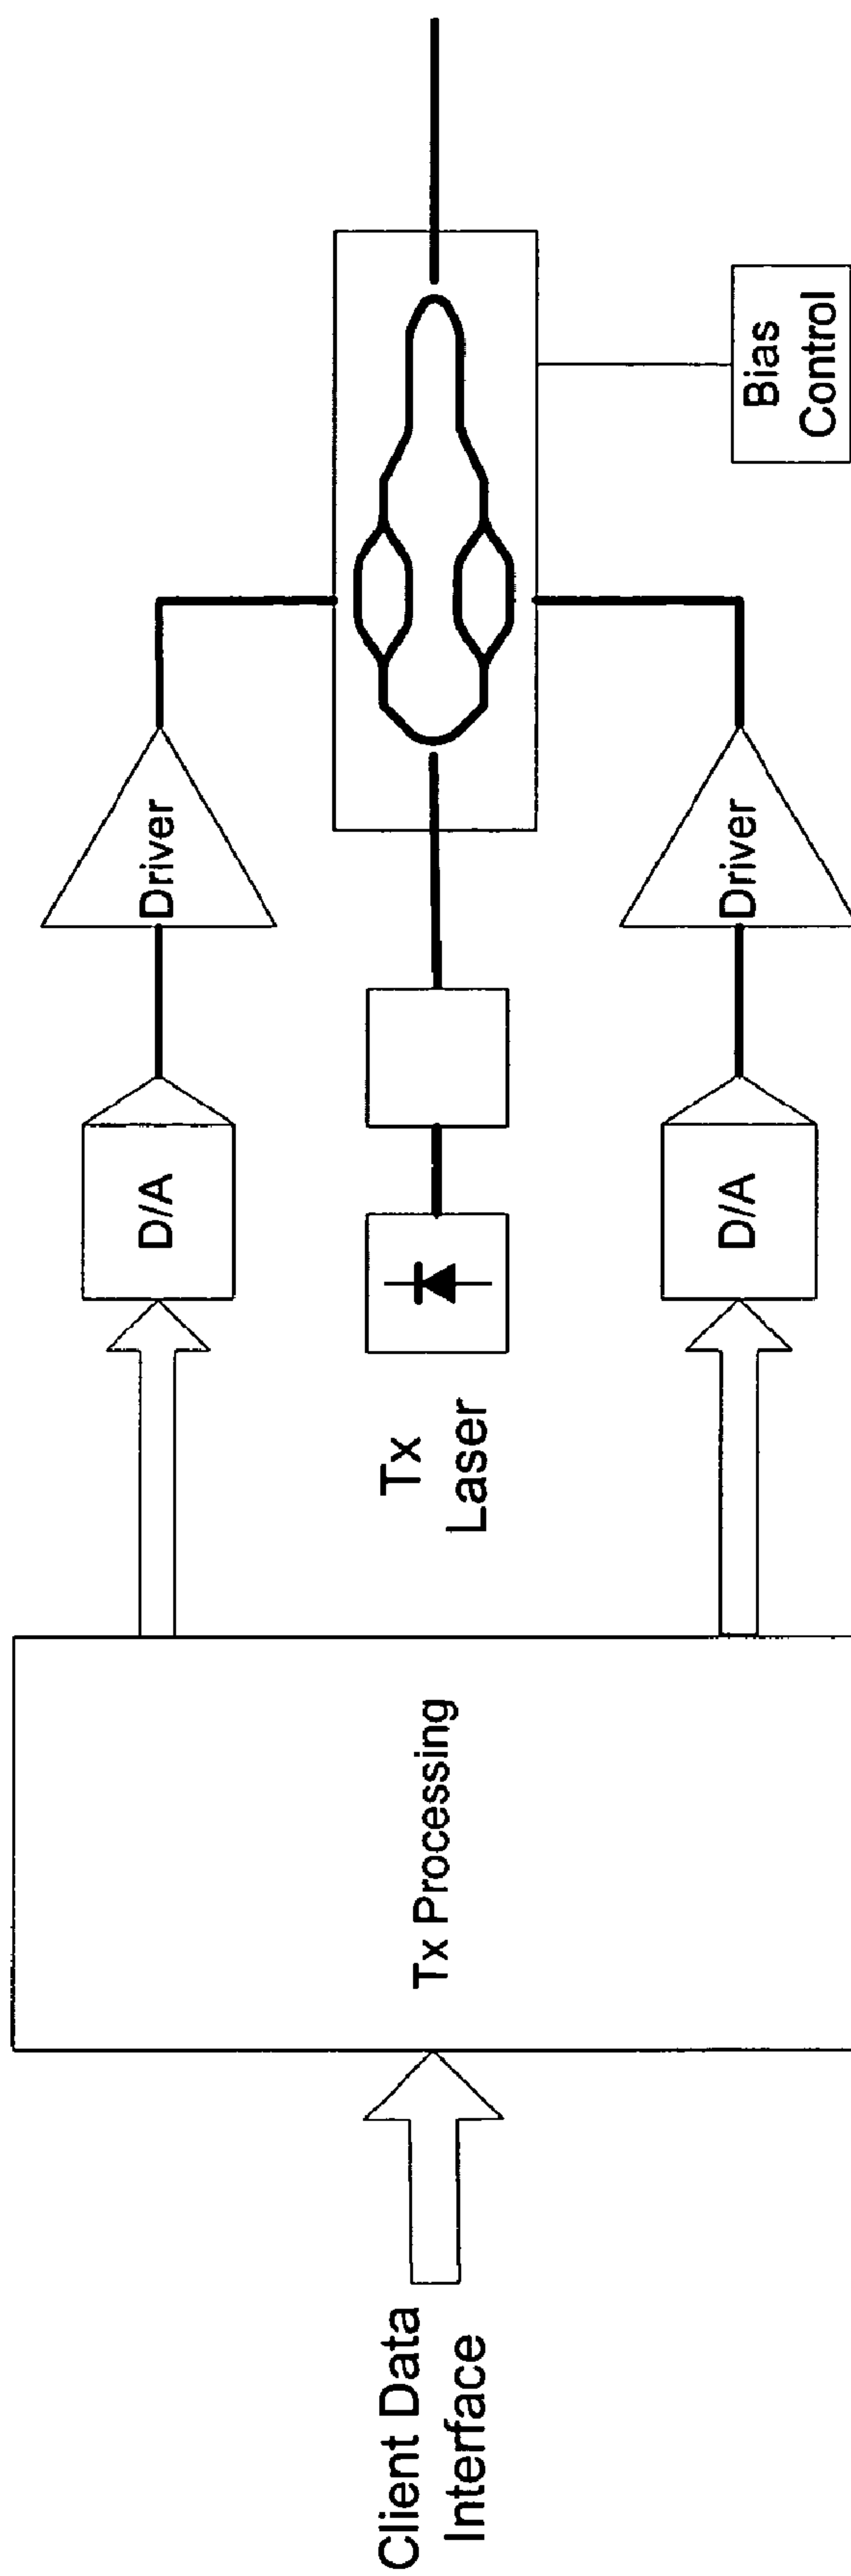 Client Data
Interface
Tx Processing
D/A
Driver
Tx
Laser
D/A
Driver
Bias
Control